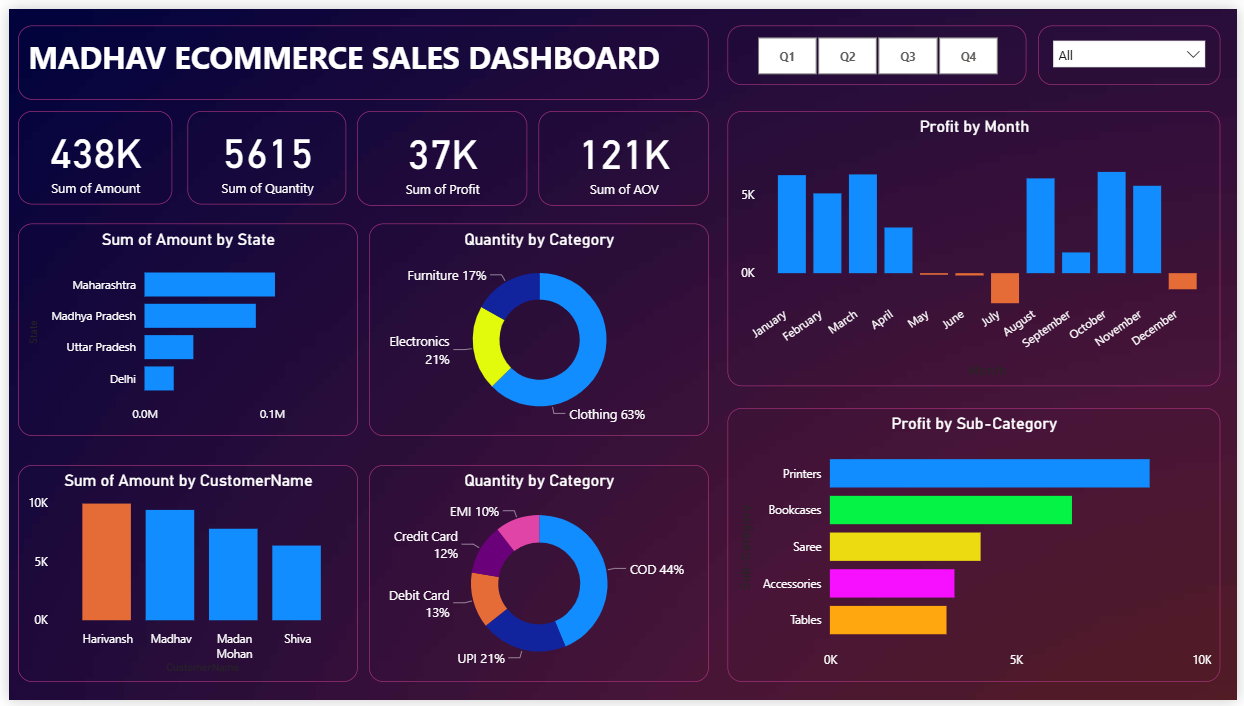 MADHAV ECOMMERCE SALES DASHBOARD
Q1
Q2
Q3
Q4
All
438K
Sum of Amount
5615
Sum of Quantity
37K
Sum of Profit
121K
Sum of AOV
Profit by Month
5K
0K
January
February
March
April
May
June
July
August
September
October
November
December
Sum of Amount by State
State
Maharashtra
Madhya Pradesh
Uttar Pradesh
Delhi
0.0M
0.1M
Quantity by Category
Furniture 17%
Electronics
21%
Clothing 63%
Profit by Sub-Category
Printers
Bookcases
Saree
Accessories
Tables
0K
5K
10K
Sum of Amount by CustomerName
10K
5K
0K
Harivansh
Madhav
Madan
Mohan
Shiva
CustomerName
Quantity by Category
EMI 10%
Credit Card
12%
Debit Card
13%
UPI 21%
COD 44%